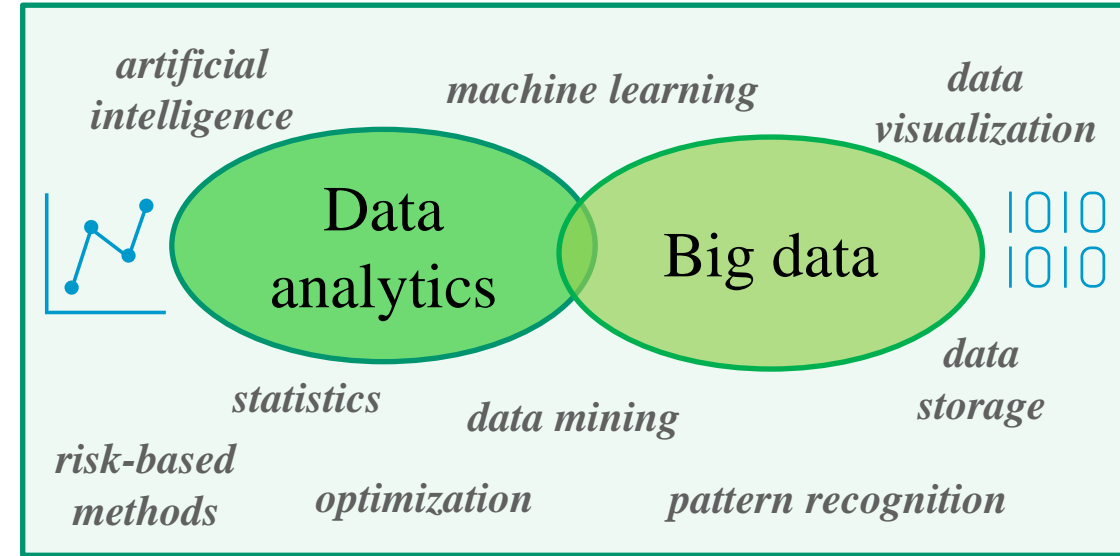 artificial
intelligence
machine learning
data
visualization
Data
analytics
Big data
1010
1010
statistics
data mining
data
storage
risk-based
methods
optimization
pattern recognition